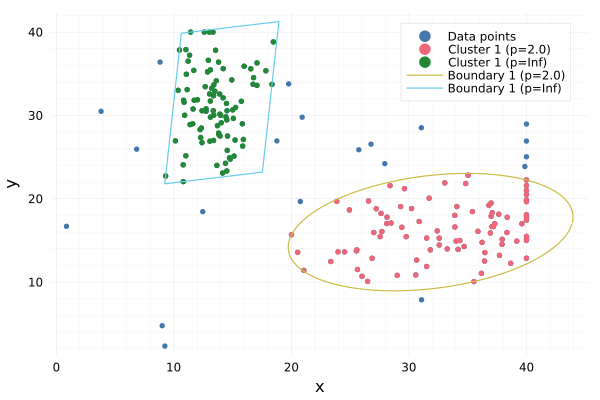 Data points
Cluster 1 (p=2.0)
Cluster 1 (p=Inf)
Boundary 1 (p=2.0)
Boundary 1 (p=Inf)
40
30
20
10
y
0
10
20
30
40
x